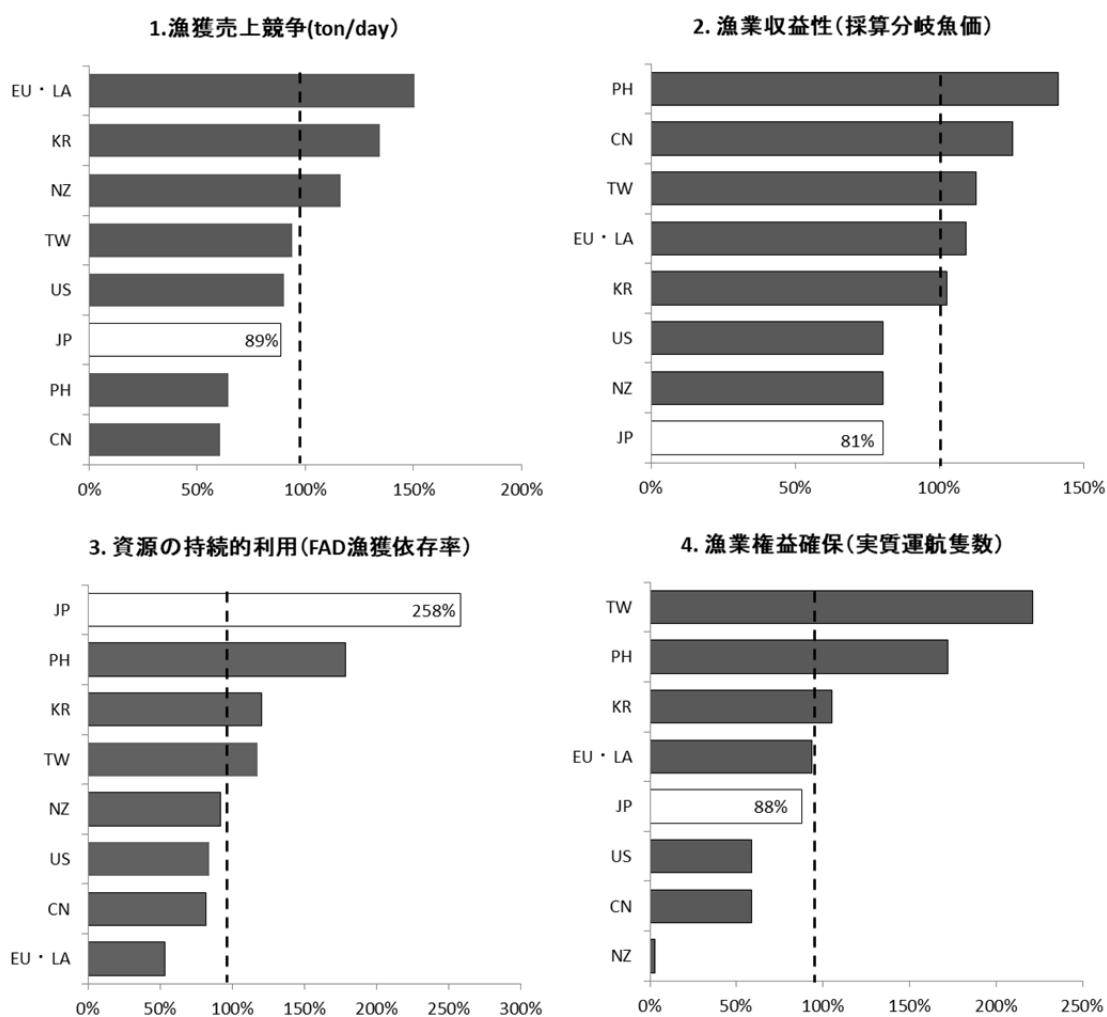 1.漁獲売上競争(ton/day)
EU・LA
KR
NZ
TW
US
JP
89%
PH
CN
0%
50%
100%
150%
200%
2. 漁業収益性(採算分岐魚価)
PH
CN
TW
EU・LA
KR
US
NZ
JP
81%
0%
50%
100%
150%
3. 資源の持続的利用(FAD漁獲依存率)
JP
258%
PH
KR
TW
NZ
US
CN
EU・LA
0%
50%
100%
150%
200%
250%
300%
4. 漁業権益確保(実質運航隻数)
TW
PH
KR
EU・LA
JP
88%
US
CN
NZ
0%
50%
100%
150%
200%
250%